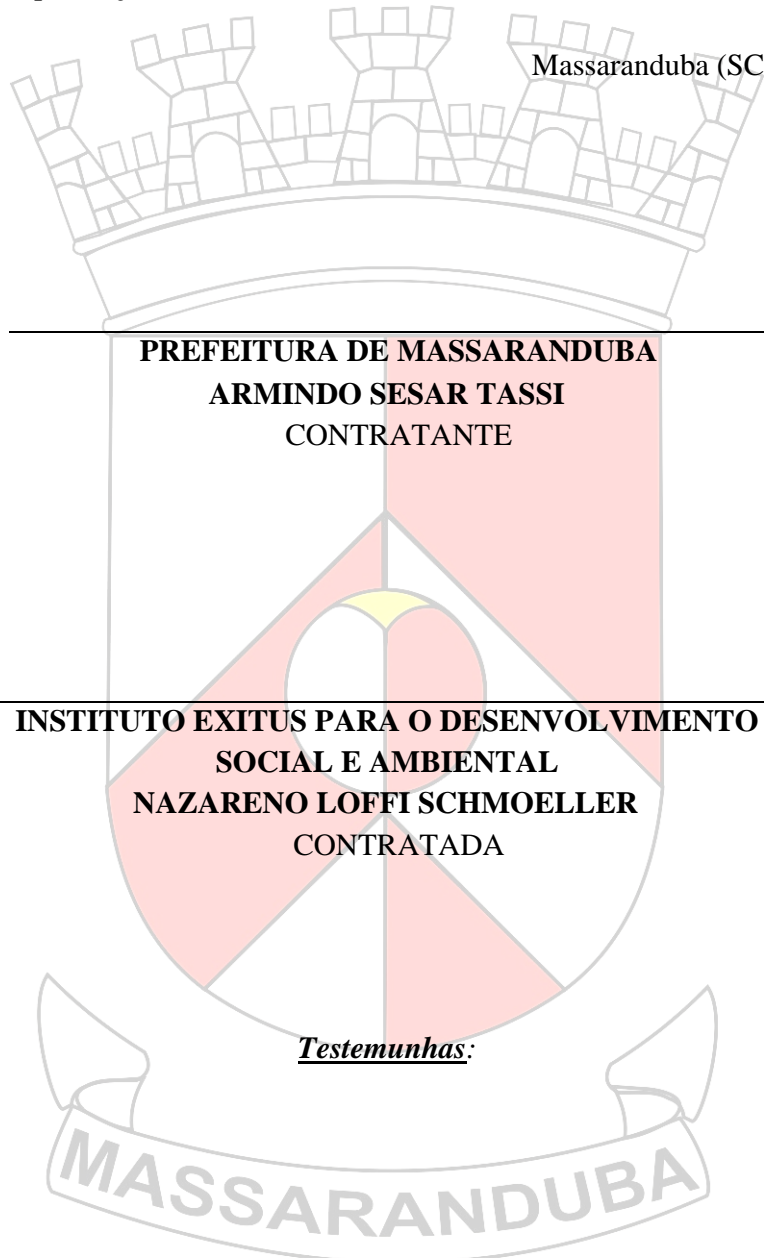 Massaranduba (SC
PREFEITURA DE MASSARANDUBA
ARMINDO SESAR TASSI
CONTRATANTE
INSTITUTO EXITUS PARA O DESENVOLVIMENTO
SOCIAL E AMBIENTAL
NAZARENO LOFFI SCHMOELLER
CONTRATADA
Testemunhas:
MASSARANDUBA